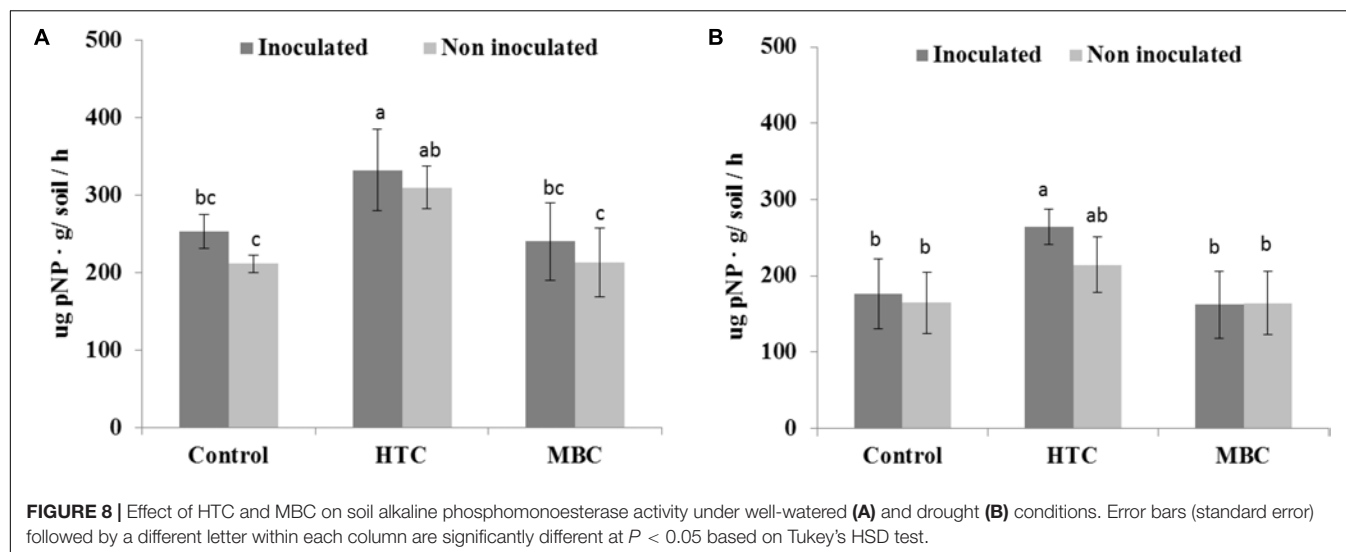 A
500
400
300
200
100
0
ug pNP · g/ soil / h
Inoculated Non inoculated
bc
c
a
ab
bc
c
Control HTC MBC
B
500
400
300
200
100
0
ug pNP · g/ soil / h
Inoculated Non inoculated
b
b
a
ab
b
b
Control HTC MBC
FIGURE 8 | Effect of HTC and MBC on soil alkaline phosphomonoesterase activity under well-watered (A) and drought (B) conditions. Error bars (standard error)
followed by a different letter within each column are significantly different at P < 0.05 based on Tukey's HSD test.